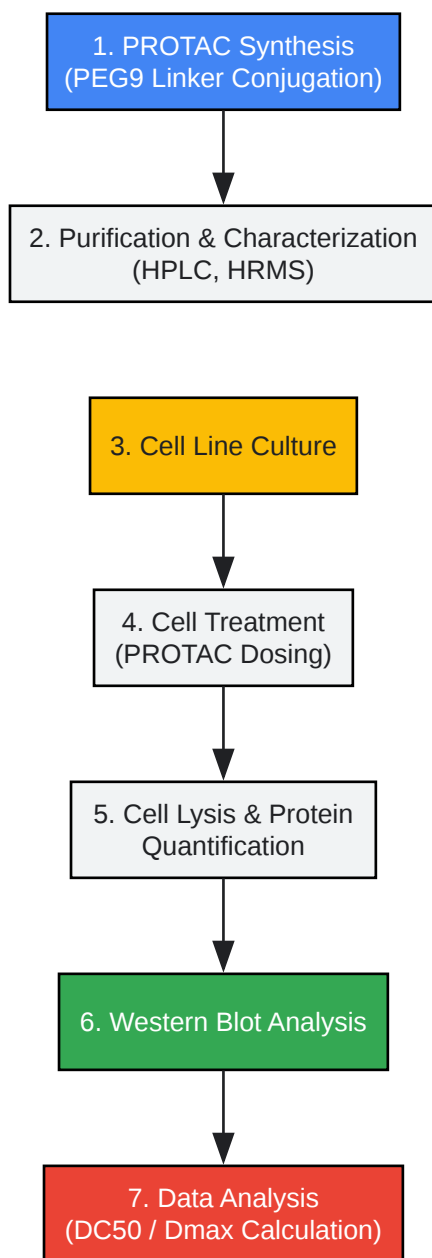 1. PROTAC Synthesis
(PEG9 Linker Conjugation)
2. Purification & Characterization
(HPLC, HRMS)
3. Cell Line Culture
4. Cell Treatment
(PROTAC Dosing)
5. Cell Lysis & Protein
Quantification
6. Western Blot Analysis
7. Data Analysis
(DC50 / Dmax Calculation)